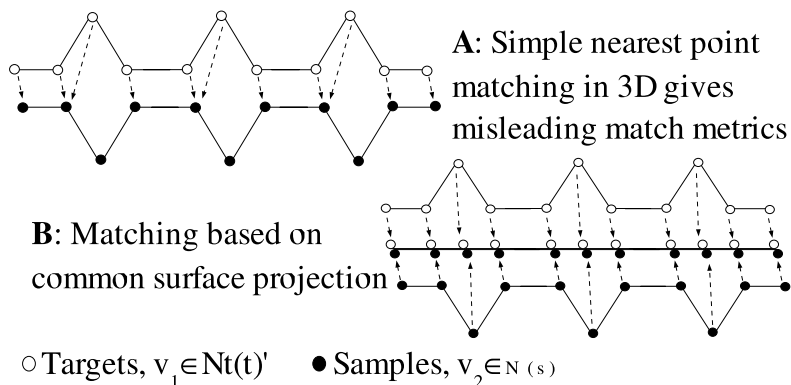 A: Simple nearest point
matching in 3D gives
misleading match metrics
B: Matching based on
common surface projection
Targets, v₁∈Nt(t)' Samples, v₂∈N(s)